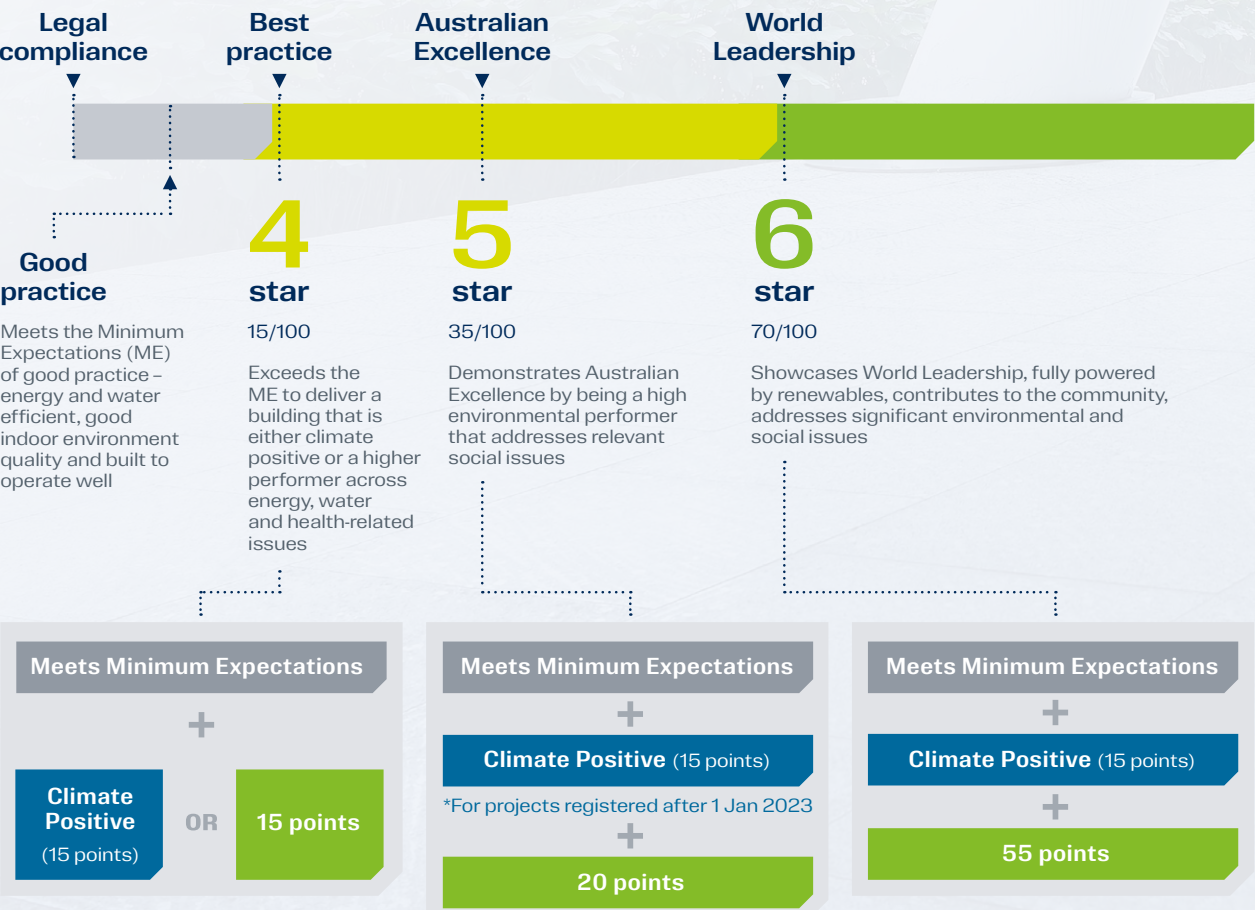 Legal
compliance
Best
practice
Australian
Excellence
World
Leadership
Good
practice
Meets the Minimum
Expectations (ME)
of good practice –
energy and water
efficient, good
indoor environment
quality and built to
operate well
4
star
15/100
Exceeds the
ME to deliver a
building that is
either climate
positive or a higher
performer across
energy, water
and health-related
issues
5
star
35/100
Demonstrates Australian
Excellence by being a high
environmental performer
that addresses relevant
social issues
6
star
70/100
Showcases World Leadership, fully powered
by renewables, contributes to the community,
addresses significant environmental and
social issues
Meets Minimum Expectations
+
Climate
Positive
(15 points)
OR
15 points
Meets Minimum Expectations
+
Climate Positive (15 points)
*For projects registered after 1 Jan 2023
+
20 points
Meets Minimum Expectations
+
Climate Positive (15 points)
+
55 points